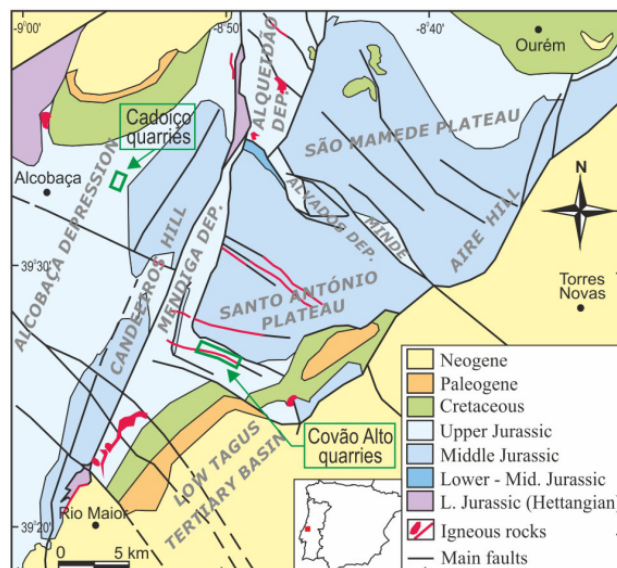 -9°00
-8°50
-8°40
Ourém
Cadoiço
quarries
ALQUEIDÃO
DEP.
SÃO MAMEDE PLATEAU
Alcobaça
ALCOBAÇA DEPRESSION
CANDEEIROS HILL
MENDIGA DEP.
ALVADOS DEP.
MINDE
AIRE HILL
N
39°30
SANTO ANTÓNIO
PLATEAU
Torres
Novas
Covão Alto
quarries
LOW TAGUS
TERTIARY BASIN
39°20
Rio Maior
0 5 km
Neogene
Paleogene
Cretaceous
Upper Jurassic
Middle Jurassic
Lower - Mid. Jurassic
L. Jurassic (Hettangian)
Igneous rocks
Main faults